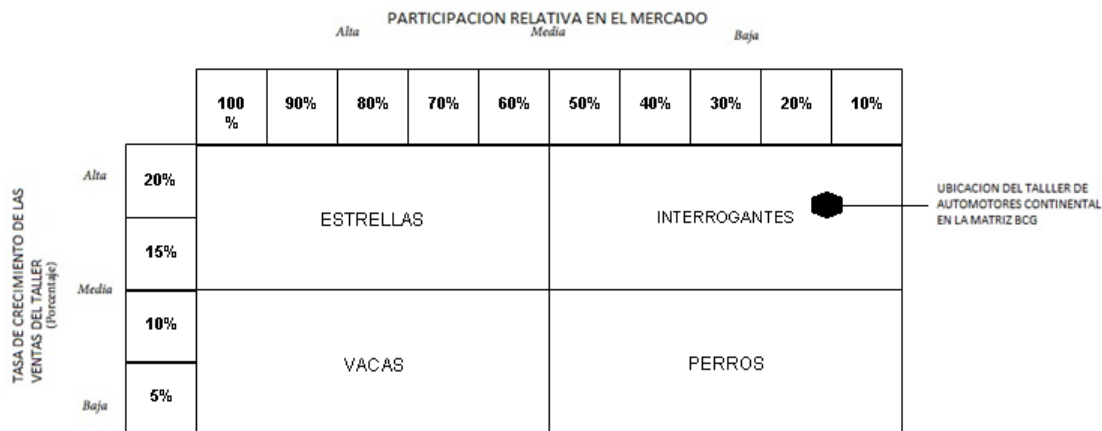 PARTICIPACION RELATIVA EN EL MERCADO
Alta Media Baja
100 % 90% 80% 70% 60% 50% 40% 30% 20% 10%
TASA DE CRECIMIENTO DE LAS
VENTAS DEL TALLER
(Porcentaje)
Alta
20%
15%
Media
10%
5%
Baja
ESTRELLAS
INTERROGANTES
VACAS
PERROS
UBICACION DEL TALLLER DE
AUTOMOTORES CONTINENTAL
EN LA MATRIZ BCG